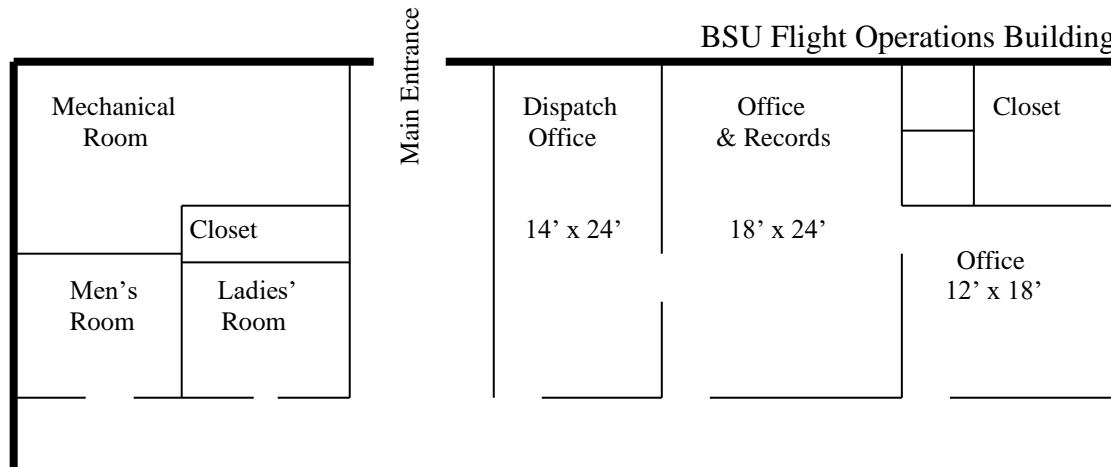 BSU Flight Operations Building
Main Entrance
Mechanical
Room
Dispatch
Office
Office
& Records
Closet
Closet
14’ x 24’
18’ x 24’
Office
12’ x 18’
Men’s
Room
Ladies’
Room